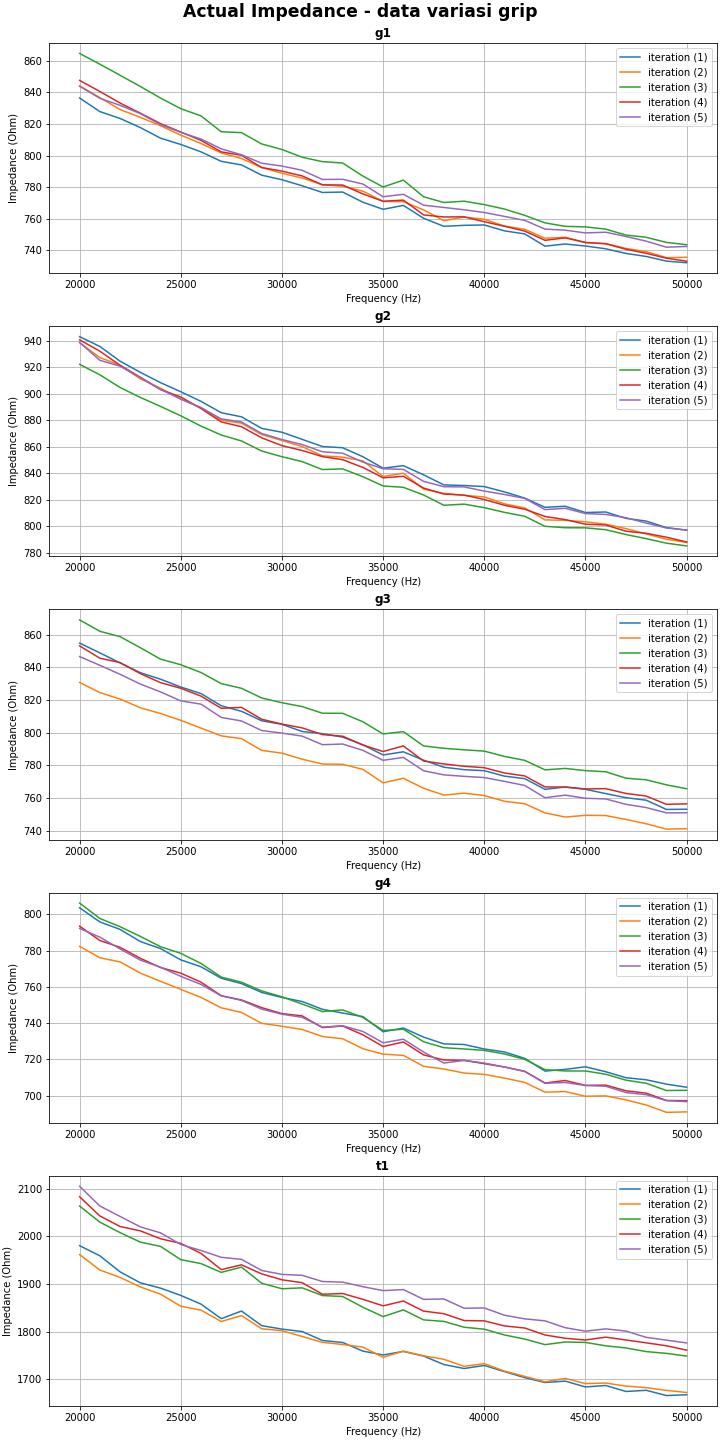 Actual Impedance - data variasi grip
g1
Impedance (Ohm)
860
840
820
800
780
760
740
iteration (1)
iteration (2)
iteration (3)
iteration (4)
iteration (5)
20000 25000 30000 35000 40000 45000 50000
Frequency (Hz)
g2
Impedance (Ohm)
940
920
900
880
860
840
820
800
780
iteration (1)
iteration (2)
iteration (3)
iteration (4)
iteration (5)
20000 25000 30000 35000 40000 45000 50000
Frequency (Hz)
g3
Impedance (Ohm)
860
840
820
800
780
760
740
iteration (1)
iteration (2)
iteration (3)
iteration (4)
iteration (5)
20000 25000 30000 35000 40000 45000 50000
Frequency (Hz)
g4
Impedance (Ohm)
800
780
760
740
720
700
iteration (1)
iteration (2)
iteration (3)
iteration (4)
iteration (5)
20000 25000 30000 35000 40000 45000 50000
Frequency (Hz)
t1
Impedance (Ohm)
2100
2000
1900
1800
1700
iteration (1)
iteration (2)
iteration (3)
iteration (4)
iteration (5)
20000 25000 30000 35000 40000 45000 50000
Frequency (Hz)